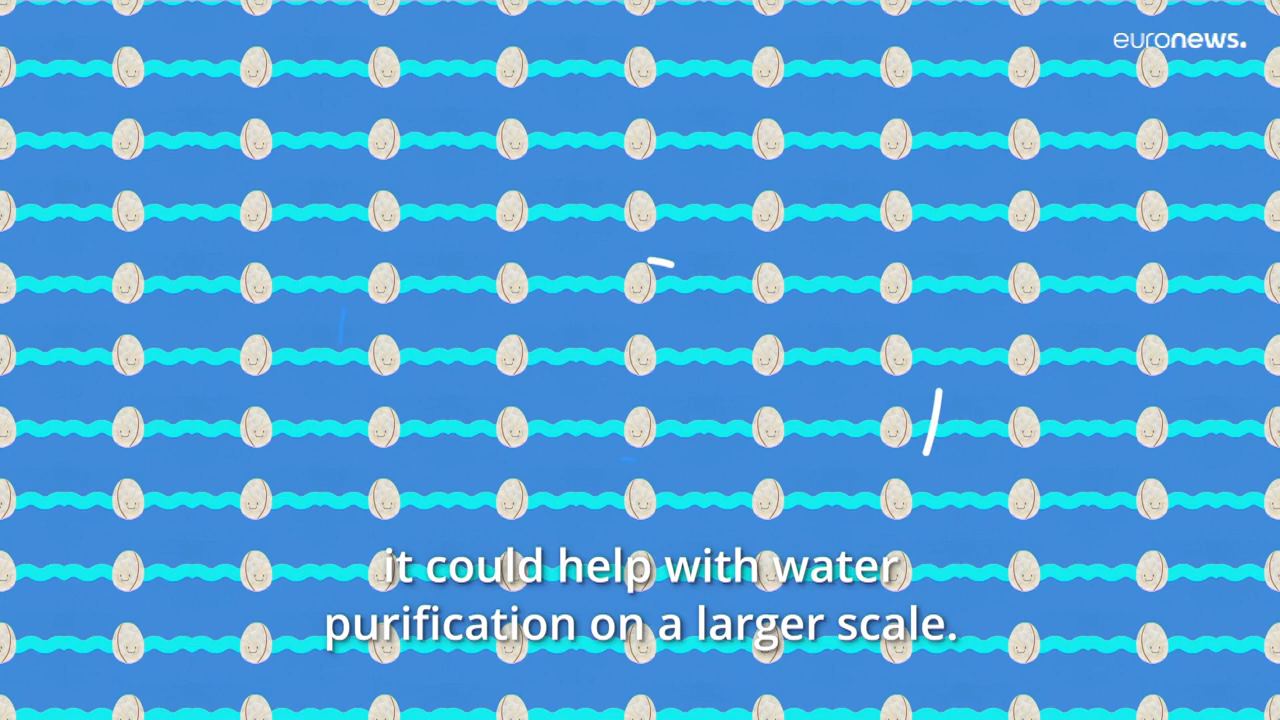 euronews.
it could help with water
purification on a larger scale.